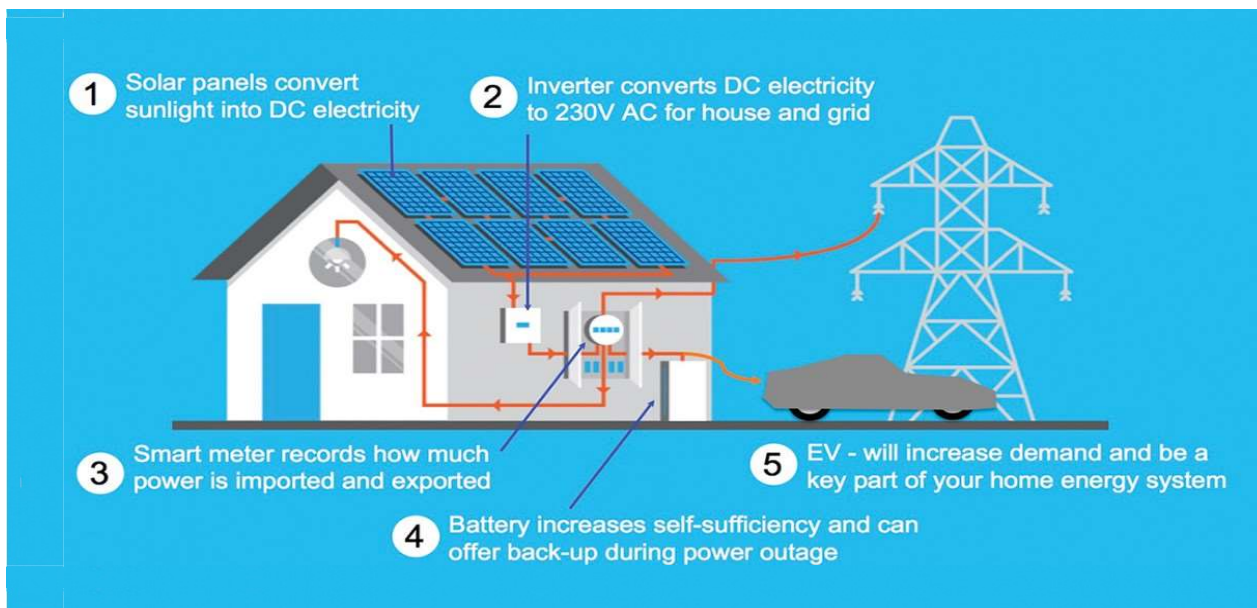 1
Solar panels convert
sunlight into DC electricity
2
Inverter converts DC electricity
to 230V AC for house and grid
3
Smart meter records how much
power is imported and exported
4
Battery increases self-sufficiency and can
offer back-up during power outage
5
EV - will increase demand and be a
key part of your home energy system